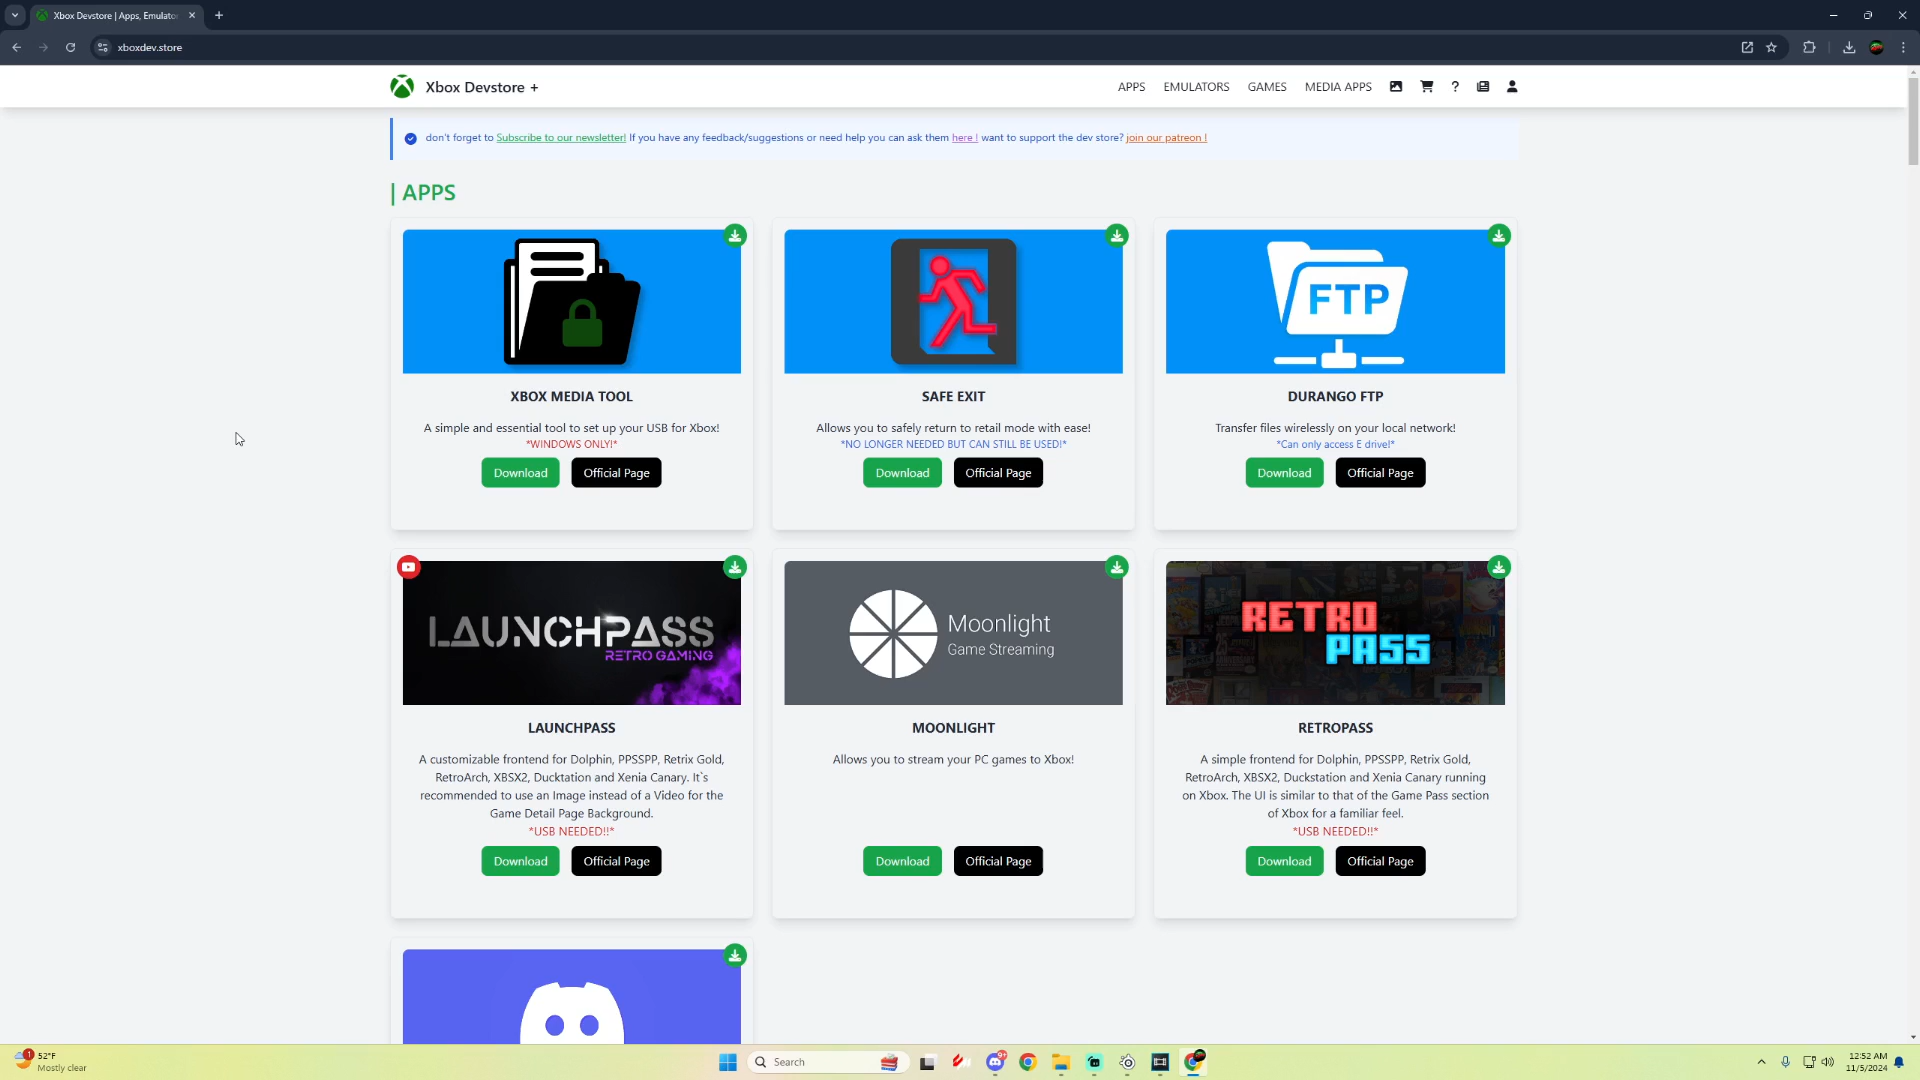 Xbox Devstore | Apps, Emulato
xboxdev.store
Xbox Devstore +
APPS EMULATORS GAMES MEDIA APPS ?
don't forget to Subscribe to our newsletter! If you have any feedback/suggestions or need help you can ask them here ! want to support the dev store? join our patreon !
| APPS
FTP
XBOX MEDIA TOOL
A simple and essential tool to set up your USB for Xbox!
*WINDOWS ONLY!*
Download Official Page
SAFE EXIT
Allows you to safely return to retail mode with ease!
*NO LONGER NEEDED BUT CAN STILL BE USED!*
Download Official Page
DURANGO FTP
Transfer files wirelessly on your local network!
*Can only access E drive!*
Download Official Page
LAUNCHPASS
RETRO GAMING
LAUNCHPASS
A customizable frontend for Dolphin, PPSSPP, Retrix Gold,
RetroArch, XBSX2, Ducktation and Xenia Canary. It`s
recommended to use an Image instead of a Video for the
Game Detail Page Background.
*USB NEEDED!!*
Download Official Page
Moonlight
Game Streaming
MOONLIGHT
Allows you to stream your PC games to Xbox!
Download Official Page
RETRO
PASS
RETROPASS
A simple frontend for Dolphin, PPSSPP, Retrix Gold,
RetroArch, XBSX2, Duckstation and Xenia Canary running
on Xbox. The UI is similar to that of the Game Pass section
of Xbox for a familiar feel.
*USB NEEDED!!*
Download Official Page
1
52°F
Mostly clear
Search
9+
12:52 AM
11/5/2024